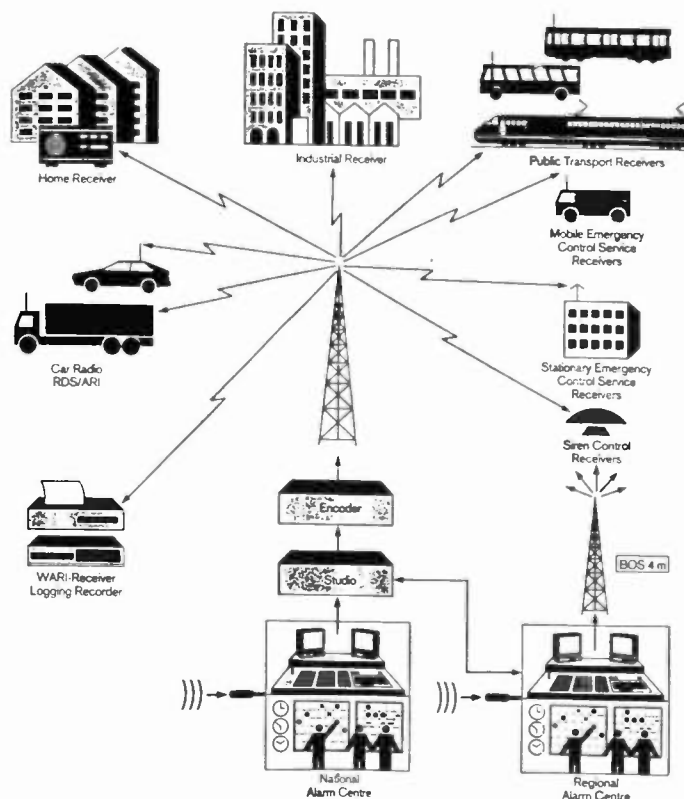 Home Receiver
Industrial Receiver
Public Transport Receivers
Mobile Emergency
Control Service
Receivers
Car Radio
RDS/ARI
Stationary Emergency
Control Service
Receivers
Siren Control
Receivers
WARI-Receiver
Logging Recorder
Encoder
Studio
BOS 4 m
National
Alarm Centre
Regional
Alarm Centre